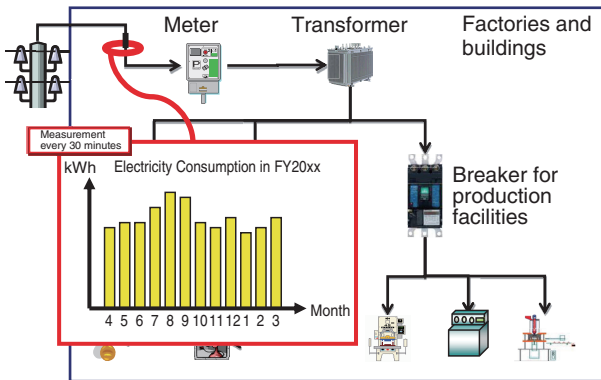 Meter
Transformer
Factories and
buildings
Measurement
every 30 minutes
kWh
Electricity Consumption in FY20xx
Breaker for
production
facilities
Month
4 5 6 7 8 9 10 11 12 1 2 3